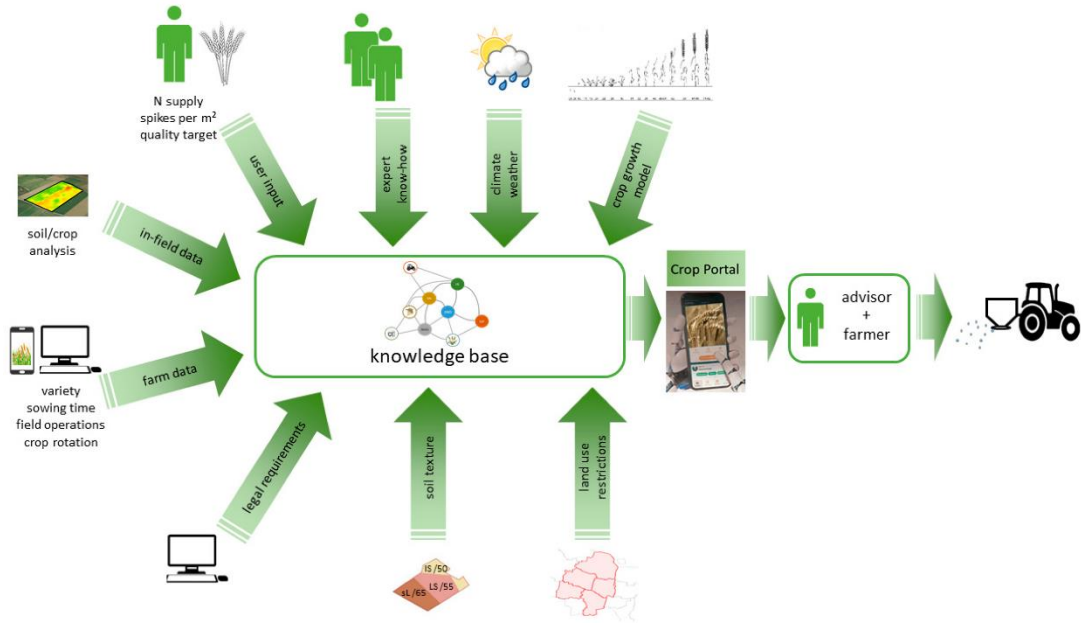 N supply
spikes per m²
quality target
user input
expert
know-how
climate
weather
crop growth
model
soil/crop
analysis
in-field data
Crop Portal
advisor
+
farmer
knowledge base
farm data
variety
sowing time
field operations
crop rotation
legal requirements
soil texture
land use
restrictions
IS /50
LS /55
sL /65